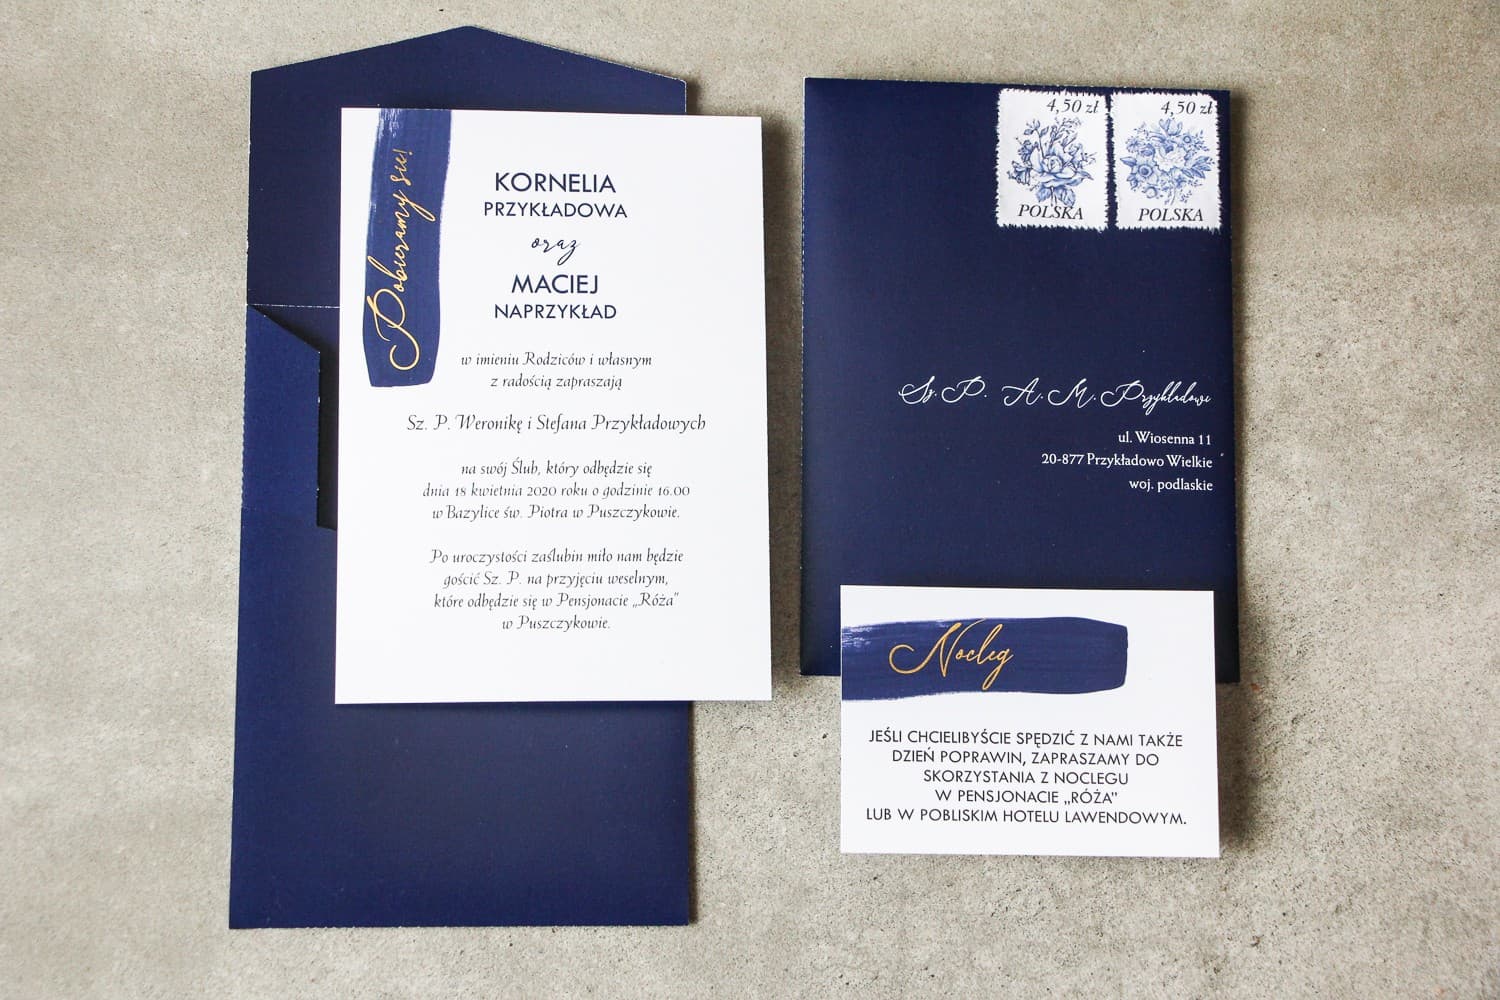 Pobieramy się!
KORNELIA
PRZYKŁADOWA
oraz
MACIEJ
NAPRZYKŁAD
w imieniu Rodziców i własnym
z radością zapraszają
Sz. P. Weronikę i Stefana Przykładowych
na swój Ślub, który odbędzie się
dnia 18 kwietnia 2020 roku o godzinie 16.00
w Bazylice św. Piotra w Puszczykowie.
Po uroczystości zaślubin miło nam będzie
gościć Sz. P. na przyjęciu weselnym,
które odbędzie się w Pensjonacie „Róża”
w Puszczykowie.
4,50 zł
POLSKA
4,50 zł
POLSKA
Sz. P. A. M. Przykładowi
ul. Wiosenna 11
20-877 Przykładowo Wielkie
woj. podlaskie
Nocleg
JEŚLI CHCIELIBYŚCIE SPĘDZIĆ Z NAMI TAKŻE
DZIEŃ POPRAWIN, ZAPRASZAMY DO
SKORZYSTANIA Z NOCLEGU
W PENSJONACIE „RÓŻA”
LUB W POBLISKIM HOTELU LAWENDOWYM.